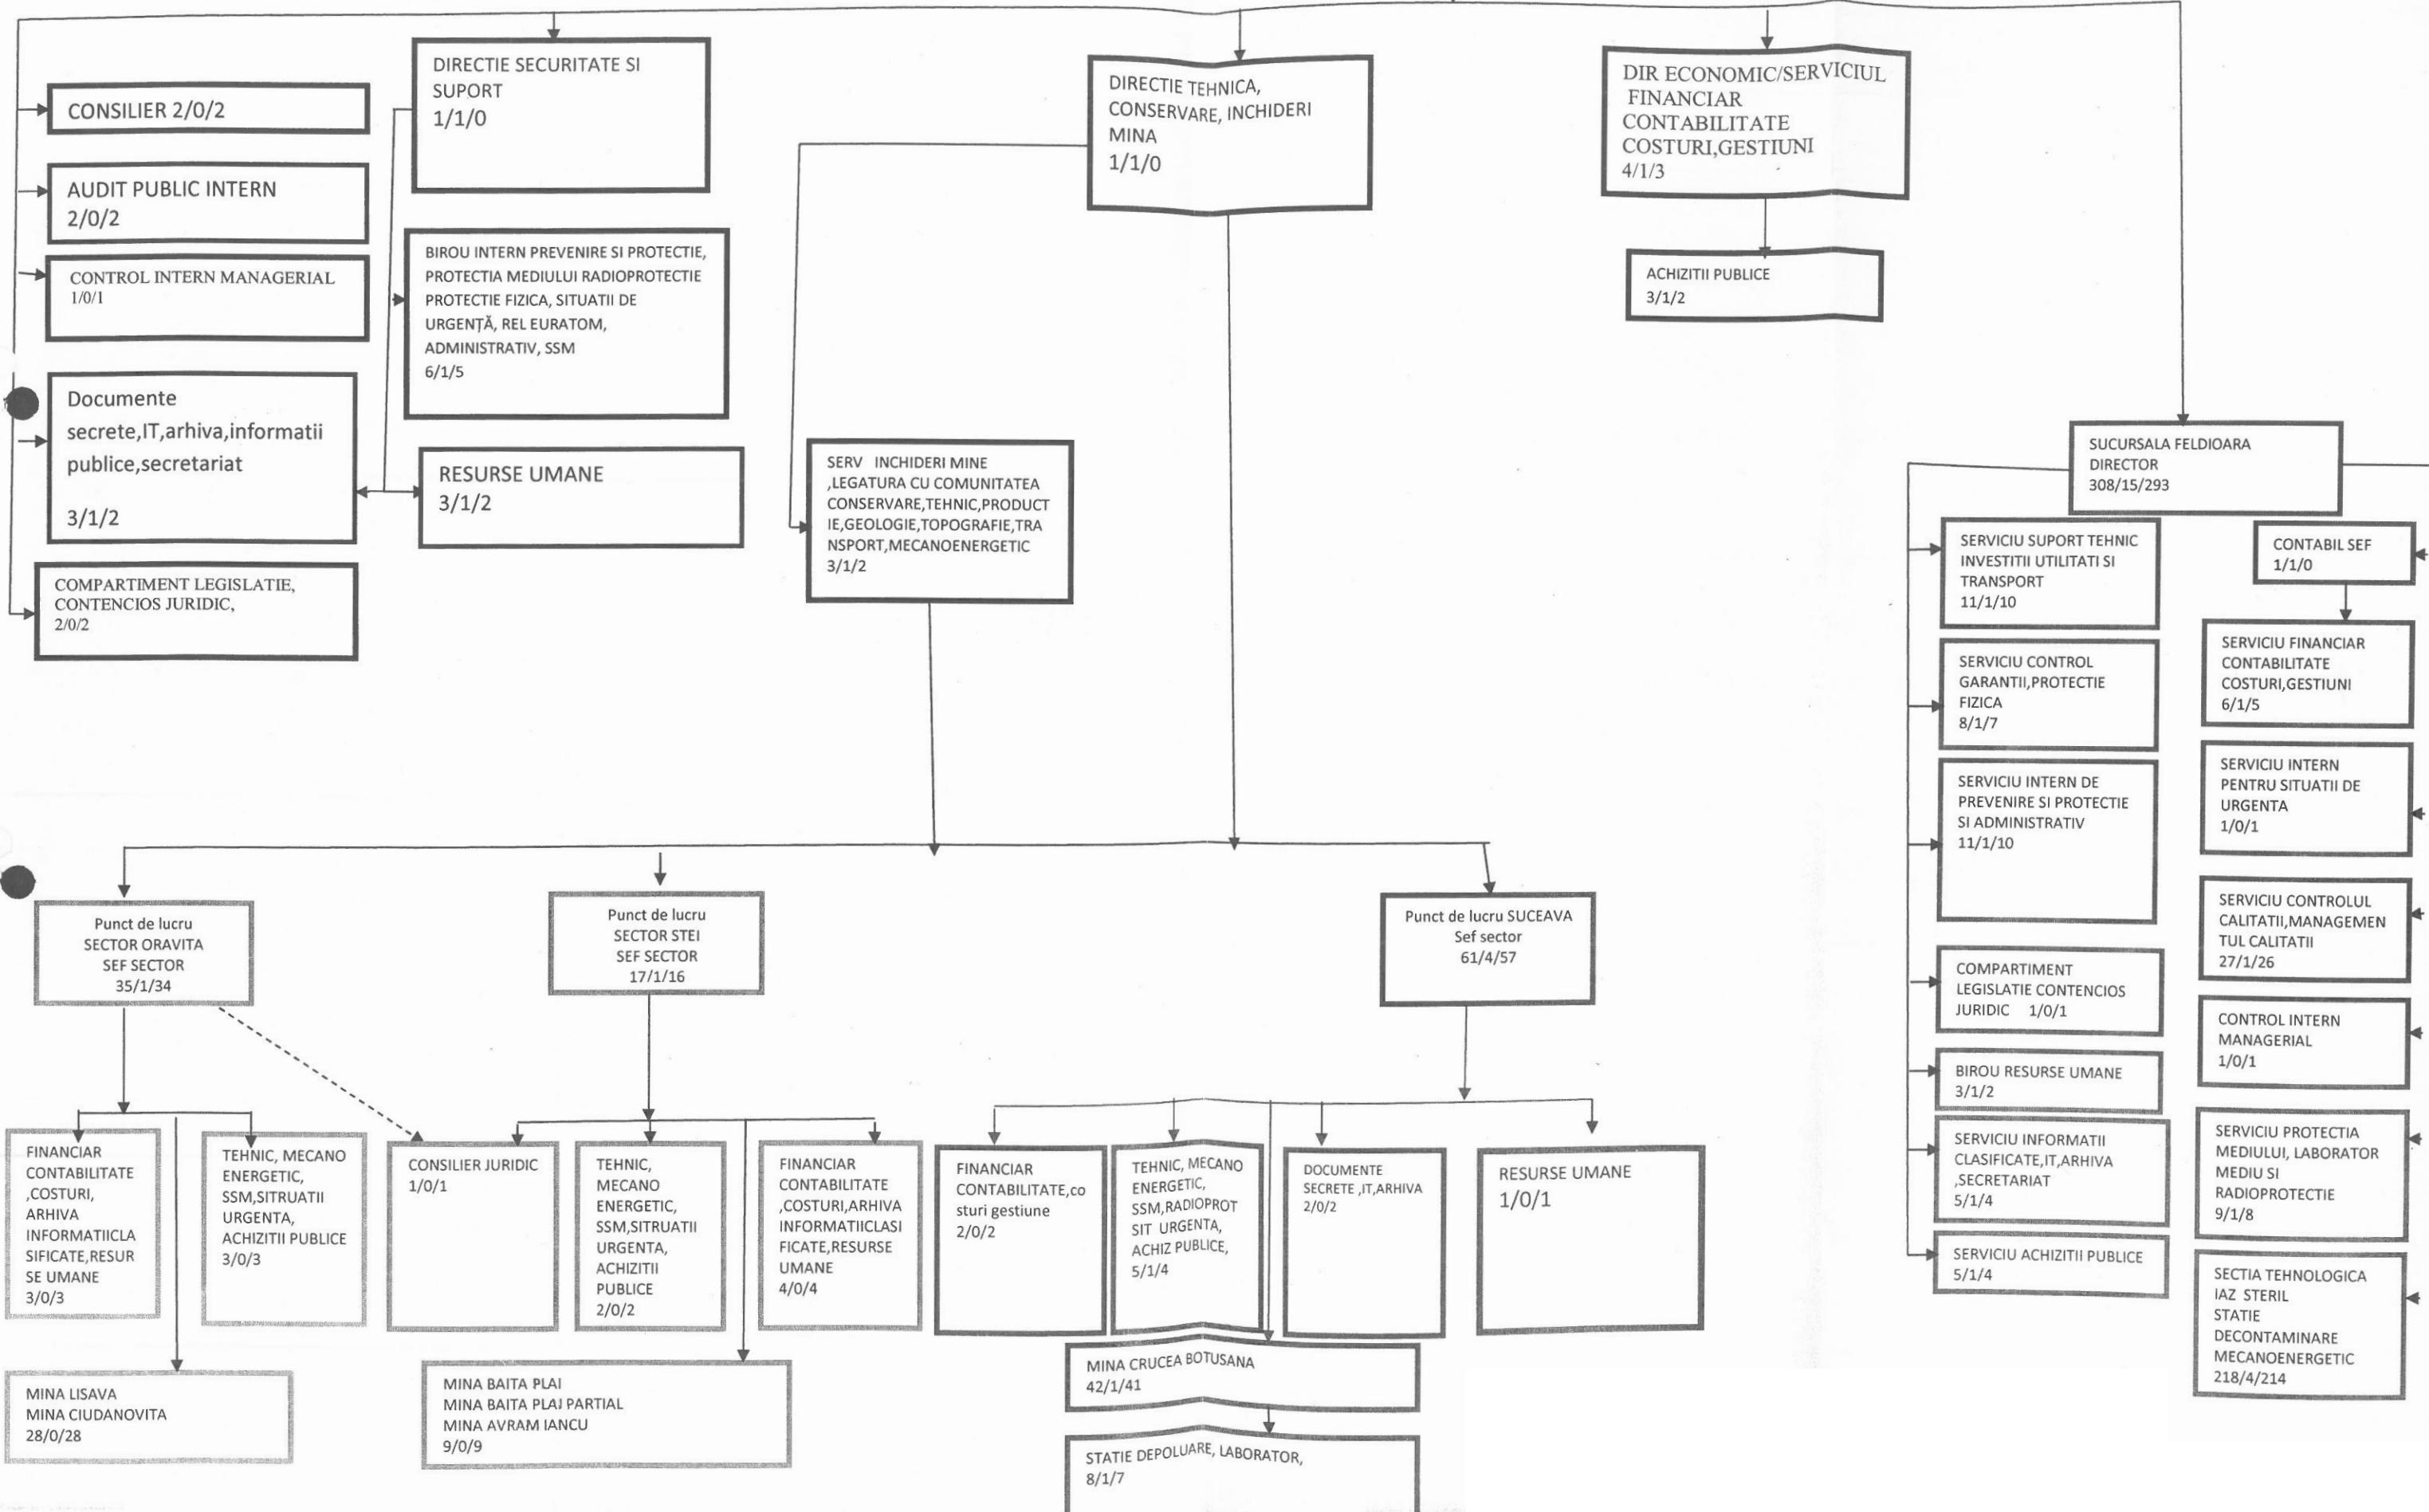 CONSILIER 2/0/2
AUDIT PUBLIC INTERN
2/0/2
CONTROL INTERN MANAGERIAL
1/0/1
Documente
secrete,IT,arhiva,informatii
publice,secretariat
3/1/2
COMPARTIMENT LEGISLATIE,
CONTENCIOS JURIDIC,
2/0/2
DIRECTIE SECURITATE SI
SUPORT
1/1/0
BIROU INTERN PREVENIRE SI PROTECTIE,
PROTECTIA MEDIULUI RADIOPROTECTIE
PROTECTIE FIZICA, SITUATII DE
URGENȚĂ, REL EURATOM,
ADMINISTRATIV, SSM
6/1/5
RESURSE UMANE
3/1/2
DIRECTIE TEHNICA,
CONSERVARE, INCHIDERI
MINA
1/1/0
SERV INCHIDERI MINE
,LEGATURA CU COMUNITATEA
CONSERVARE,TEHNIC,PRODUCT
IE,GEOLOGIE,TOPOGRAFIE,TRA
NSPORT,MECANOENERGETIC
3/1/2
DIR ECONOMIC/SERVICIUL
FINANCIAR
CONTABILITATE
COSTURI,GESTIUNI
4/1/3
ACHIZITII PUBLICE
3/1/2
SUCURSALA FELDIOARA
DIRECTOR
308/15/293
SERVICIU SUPORT TEHNIC
INVESTITII UTILITATI SI
TRANSPORT
11/1/10
SERVICIU CONTROL
GARANTII,PROTECTIE
FIZICA
8/1/7
SERVICIU INTERN DE
PREVENIRE SI PROTECTIE
SI ADMINISTRATIV
11/1/10
COMPARTIMENT
LEGISLATIE CONTENCIOS
JURIDIC 1/0/1
BIROU RESURSE UMANE
3/1/2
SERVICIU INFORMATII
CLASIFICATE,IT,ARHIVA
,SECRETARIAT
5/1/4
SERVICIU ACHIZITII PUBLICE
5/1/4
CONTABIL SEF
1/1/0
SERVICIU FINANCIAR
CONTABILITATE
COSTURI,GESTIUNI
6/1/5
SERVICIU INTERN
PENTRU SITUATII DE
URGENTA
1/0/1
SERVICIU CONTROLUL
CALITATII,MANAGEMEN
TUL CALITATII
27/1/26
CONTROL INTERN
MANAGERIAL
1/0/1
SERVICIU PROTECTIA
MEDIULUI, LABORATOR
MEDIU SI
RADIOPROTECTIE
9/1/8
SECTIA TEHNOLOGICA
IAZ STERIL
STATIE
DECONTAMINARE
MECANOENERGETIC
218/4/214
Punct de lucru
SECTOR ORAVITA
SEF SECTOR
35/1/34
Punct de lucru
SECTOR STEI
SEF SECTOR
17/1/16
Punct de lucru SUCEAVA
Sef sector
61/4/57
FINANCIAR
CONTABILITATE
,COSTURI,
ARHIVA
INFORMATIICLA
SIFICATE,RESUR
SE UMANE
3/0/3
TEHNIC, MECANO
ENERGETIC,
SSM,SITRUATII
URGENTA,
ACHIZITII PUBLICE
3/0/3
CONSILIER JURIDIC
1/0/1
TEHNIC,
MECANO
ENERGETIC,
SSM,SITRUATII
URGENTA,
ACHIZITII
PUBLICE
2/0/2
FINANCIAR
CONTABILITATE
,COSTURI,ARHIVA
INFORMATIICLASI
FICATE,RESURSE
UMANE
4/0/4
FINANCIAR
CONTABILITATE,co
sturi gestiune
2/0/2
TEHNIC, MECANO
ENERGETIC,
SSM,RADIOPROT
SIT URGENTA,
ACHIZ PUBLICE,
5/1/4
DOCUMENTE
SECRETE ,IT,ARHIVA
2/0/2
RESURSE UMANE
1/0/1
MINA LISAVA
MINA CIUDANOVITA
28/0/28
MINA BAITA PLAI
MINA BAITA PLAI PARTIAL
MINA AVRAM IANCU
9/0/9
MINA CRUCEA BOTUSANA
42/1/41
STATIE DEPOLUARE, LABORATOR,
8/1/7